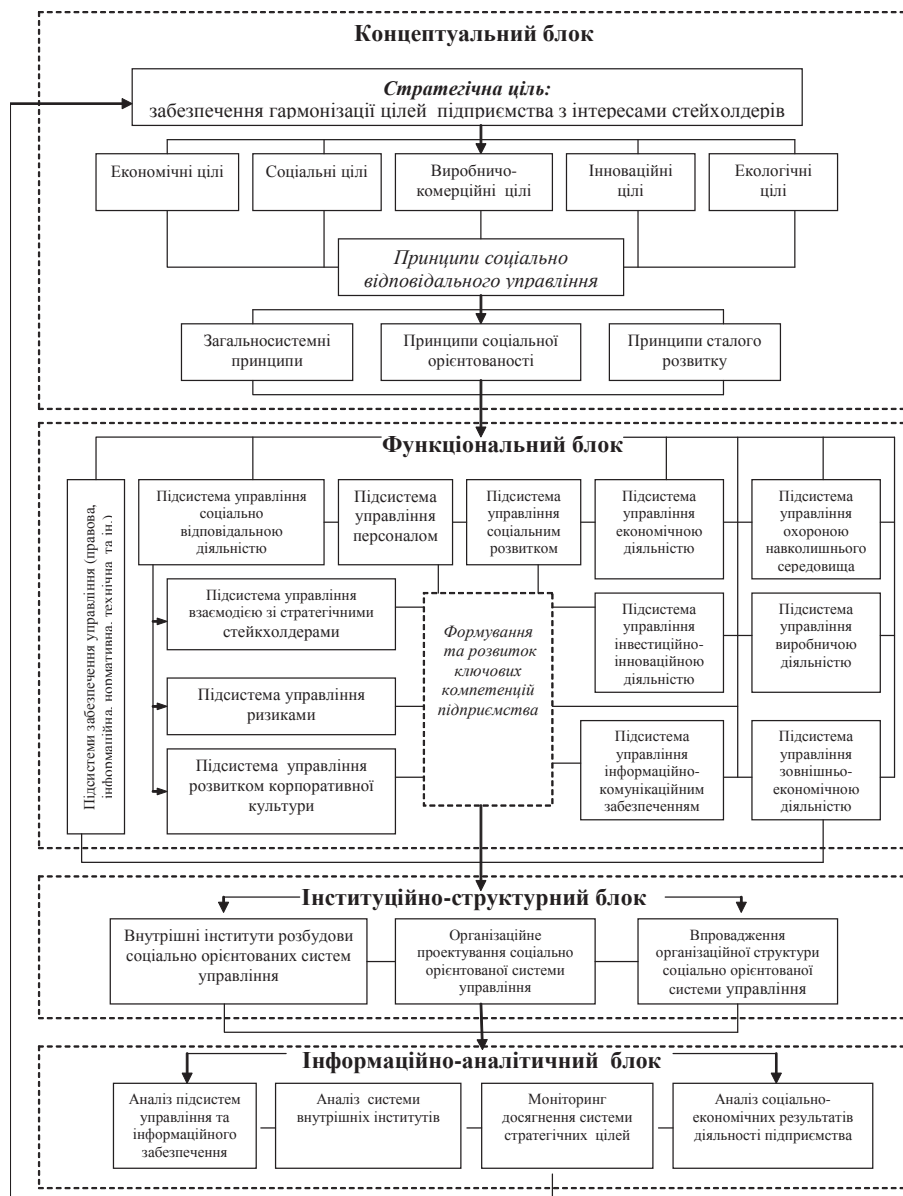 Концептуальний блок
Стратегічна ціль:
забезпечення гармонізації цілей підприємства з інтересами стейхолдерів
Економічні цілі
Соціальні цілі
Виробничо-
комерційні цілі
Інноваційні
цілі
Екологічні
цілі
Принципи соціально
відповідального управління
Загальносистемні
принципи
Принципи соціальної
орієнтованості
Принципи сталого
розвитку
Функціональний блок
Підсистеми забезпечення управління (правова,
інформаційна, нормативна, технічна та ін.)
Підсистема управління
соціально
відповідальною
діяльністю
Підсистема
управління
персоналом
Підсистема
управління
соціальним
розвитком
Підсистема
управління
економічною
діяльністю
Підсистема
управління
охороною
навколишнього
середовища
Підсистема управління
взаємодією зі стратегічними
стейкхолдерами
Формування
та розвиток
ключових
компетенцій
підприємства
Підсистема
управління
інвестиційно-
інноваційною
діяльністю
Підсистема
управління
виробничою
діяльністю
Підсистема управління
ризиками
Підсистема управління
розвитком корпоративної
культури
Підсистема
управління
інформаційно-
комунікаційним
забезпеченням
Підсистема
управління
зовнішньо-
економічною
діяльністю
Інституційно-структурний блок
Внутрішні інститути розбудови
соціально орієнтованих систем
управління
Організаційне
проектування соціально
орієнтованої системи
управління
Впровадження
організаційної структури
соціально орієнтованої
системи управління
Інформаційно-аналітичний блок
Аналіз підсистем
управління та
інформаційного
забезпечення
Аналіз системи
внутрішніх інститутів
Моніторинг
досягнення системи
стратегічних цілей
Аналіз соціально-
економічних результатів
діяльності підприємства